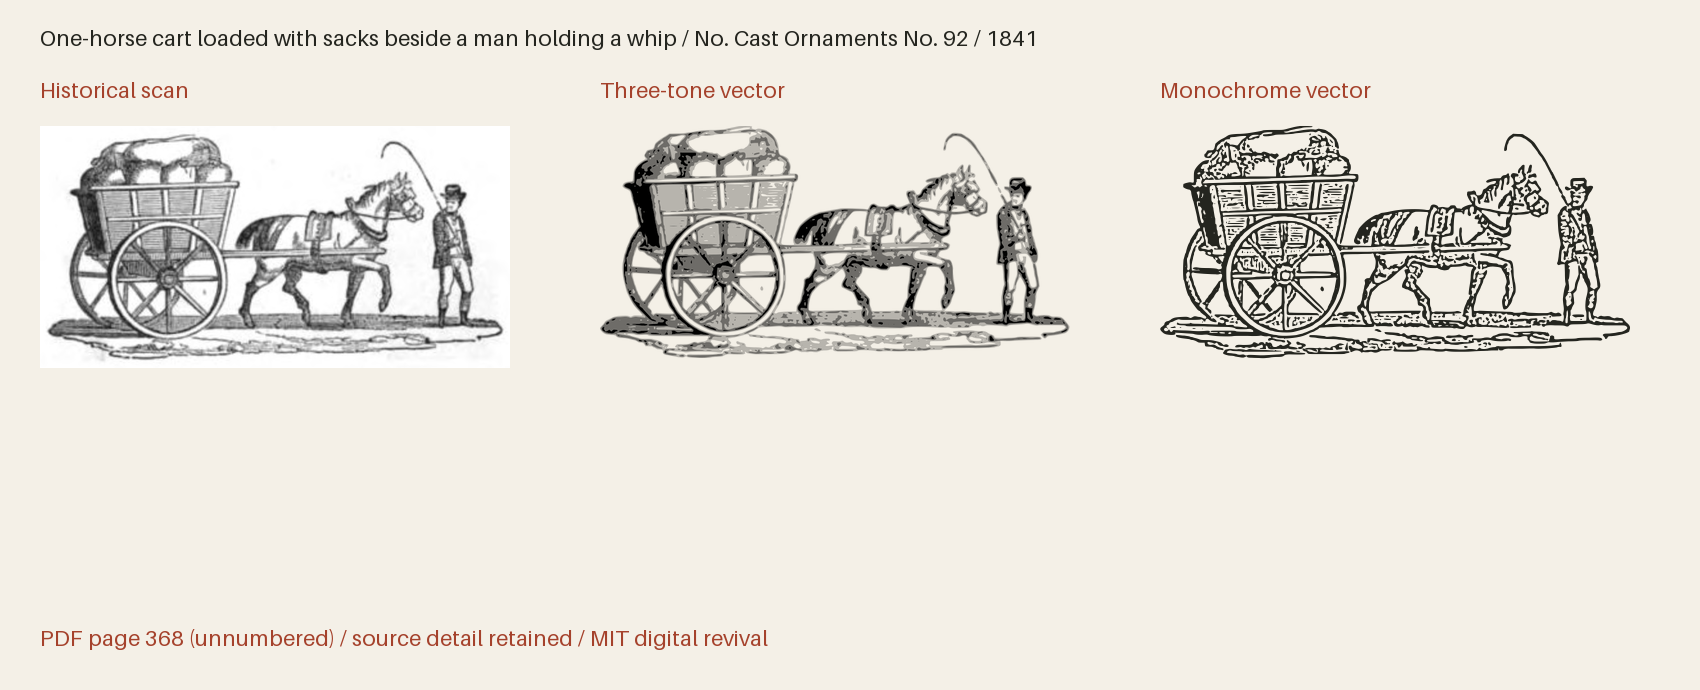 One-horse cart loaded with sacks beside a man holding a whip / No. Cast Ornaments No. 92 / 1841
Historical scan
Three-tone vector
Monochrome vector
PDF page 368 (unnumbered) / source detail retained / MIT digital revival